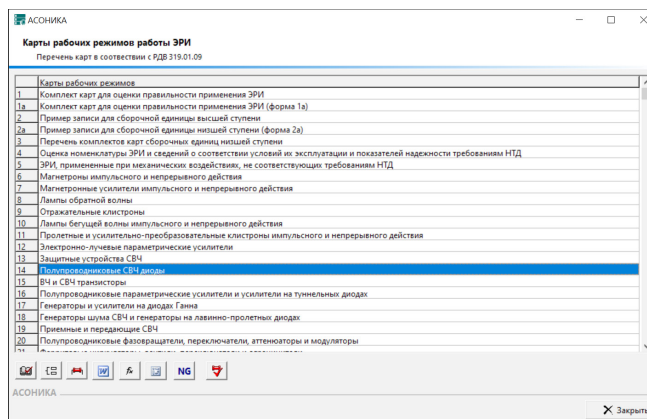 АСОНИКА
Карты рабочих режимов работы ЭРИ
Перечень карт в соотвествии с РДВ 319.01.09
Карты рабочих режимов
1 Комплект карт для оценки правильности применения ЭРИ
1а Комплект карт для оценки правильности применения ЭРИ (форма 1а)
2 Пример записи для сборочной единицы высшей ступени
2а Пример записи для сборочной единицы низшей ступени (форма 2а)
3 Перечень комплектов карт сборочных единиц низшей ступени
4 Оценка номенклатуры ЭРИ и сведений о соответствии условий их эксплуатации и показателей надежности требованиям НТД
5 ЭРИ, примененные при механических воздействиях, не соответствующих требованиям НТД
6 Магнетроны импульсного и непрерывного действия
7 Магнетронные усилители импульсного и непрерывного действия
8 Лампы обратной волны
9 Отражательные клистроны
10 Лампы бегущей волны импульсного и непрерывного действия
11 Пролетные и усилительно-преобразовательные клистроны импульсного и непрерывного действия
12 Электронно-лучевые параметрические усилители
13 Защитные устройства СВЧ
14 Полупроводниковые СВЧ диоды
15 ВЧ и СВЧ транзисторы
16 Полупроводниковые параметрические усилители и усилители на туннельных диодах
17 Генераторы и усилители на диодах Ганна
18 Генераторы шума СВЧ и генераторы на лавинно-пролетных диодах
19 Приемные и передающие СВЧ
20 Полупроводниковые фазовращатели, переключатели, аттенюаторы и модуляторы
W fx NG
АСОНИКА
Закрыть